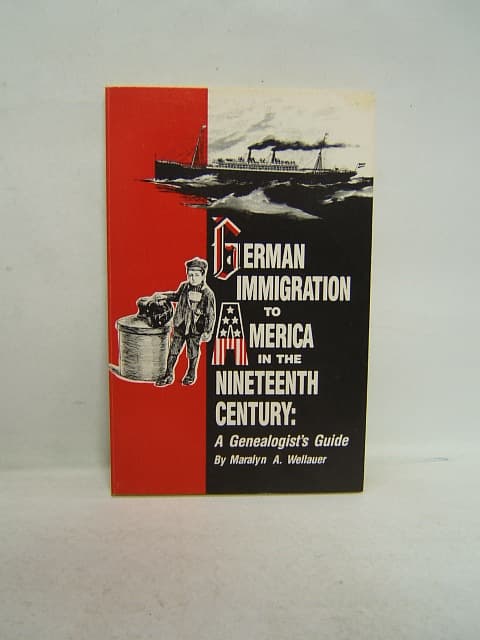 GERMAN
IMMIGRATION
TO
AMERICA
IN THE
NINETEENTH
CENTURY:
A Genealogist's Guide
By Maralyn A. Wellauer